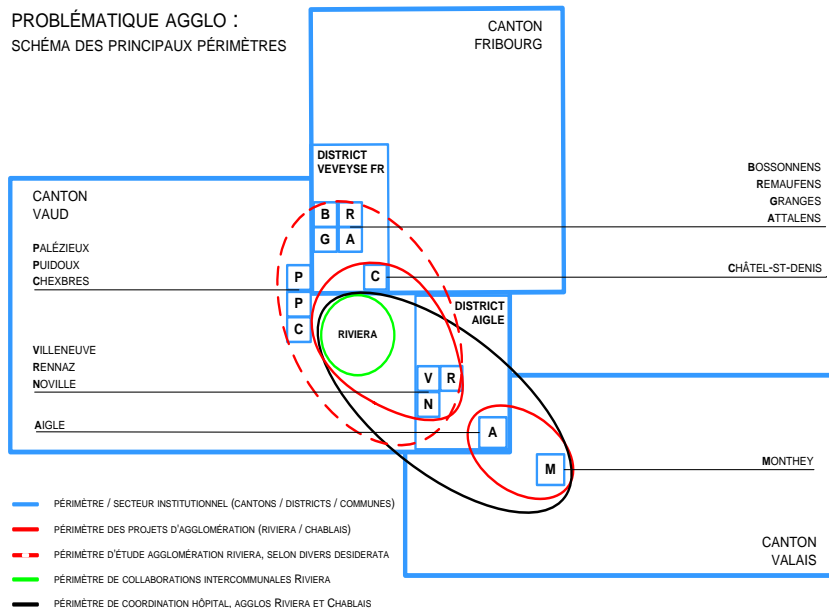 PROBLÉMATIQUE AGGLO :
SCHÉMA DES PRINCIPAUX PÉRIMÈTRES
CANTON
FRIBOURG
DISTRICT
VEVEYSE FR
BOSSONNENS
REMAUFENS
GRANGES
ATTALENS
CANTON
VAUD
B R
G A
PALÉZIEUX
PUIDOUX
CHEXBRES
P
P
C
C
CHÂTEL-ST-DENIS
DISTRICT
AIGLE
RIVIERA
VILLENEUVE
RENNAZ
NOVILLE
V R
N
AIGLE
A
M
MONTHEY
CANTON
VALAIS
PÉRIMÈTRE / SECTEUR INSTITUTIONNEL (CANTONS / DISTRICTS / COMMUNES)
PÉRIMÈTRE DES PROJETS D'AGGLOMÉRATION (RIVIERA / CHABLAIS)
PÉRIMÈTRE D'ÉTUDE AGGLOMÉRATION RIVIERA, SELON DIVERS DESIDERATA
PÉRIMÈTRE DE COLLABORATIONS INTERCOMMUNALES RIVIERA
PÉRIMÈTRE DE COORDINATION HÔPITAL, AGGLOS RIVIERA ET CHABLAIS